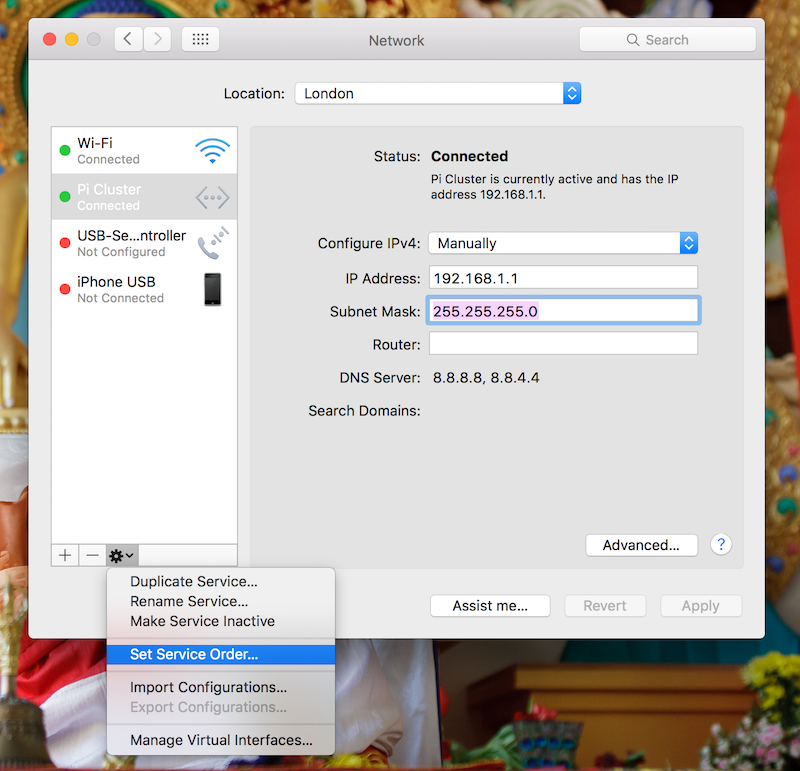 Network
Search
Location: London
Wi-Fi
Connected
Pi Cluster
Connected
USB-Se...ntroller
Not Configured
iPhone USB
Not Connected
Status: Connected
Pi Cluster is currently active and has the IP
address 192.168.1.1.
Configure IPv4: Manually
IP Address: 192.168.1.1
Subnet Mask: 255.255.255.0
Router:
DNS Server: 8.8.8.8, 8.8.4.4
Search Domains:
Advanced...
?
Assist me...
Revert
Apply
Duplicate Service...
Rename Service...
Make Service Inactive
Set Service Order...
Import Configurations...
Export Configurations...
Manage Virtual Interfaces...